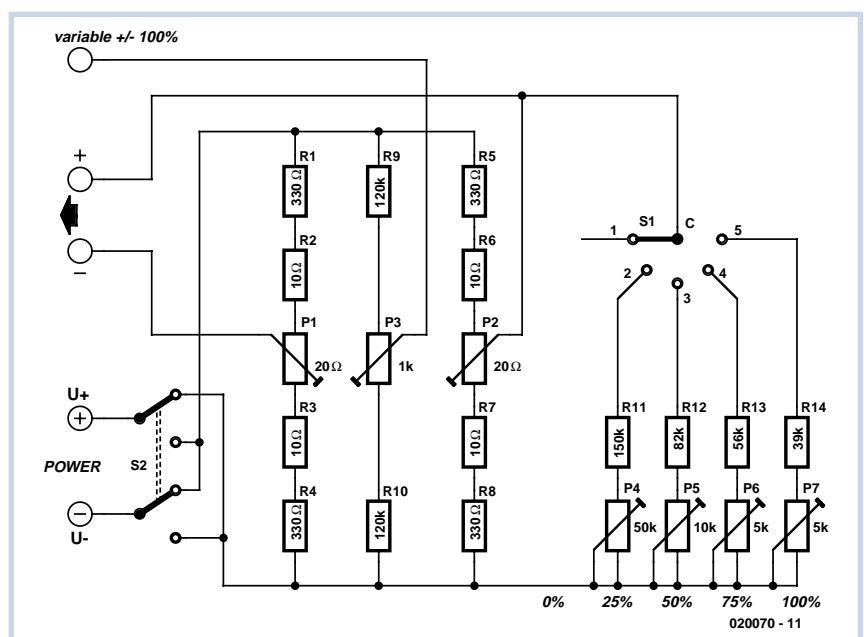 variable +/- 100%
+
−
R1
330 Ω
R9
120k
R5
330 Ω
R2
10Ω
R6
10Ω
P1
20Ω
P3
1k
P2
20Ω
R3
10Ω
R7
10Ω
R4
330 Ω
R10
120k
R8
330 Ω
U+
+
POWER
S2
−
U-
S1
C
1
2
3
4
5
R11
150k
R12
82k
R13
56k
R14
39k
P4
50k
P5
10k
P6
5k
P7
5k
0% 25% 50% 75% 100%
020070 - 11